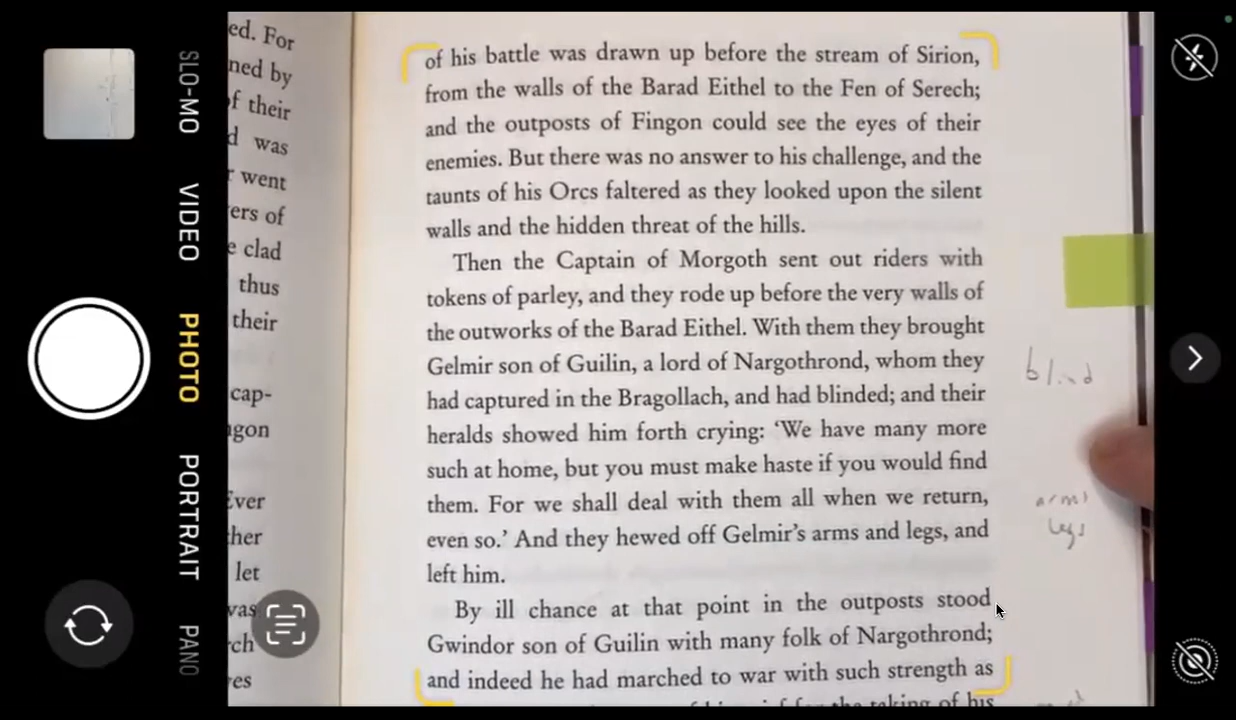 SLO-MO
VIDEO
PHOTO
PORTRAIT
PANO
ed. For
ned by
f their
d was
went
ers of
e clad
thus
their
cap-
gon
Ever
her
let
was
ch
es
of his battle was drawn up before the stream of Sirion,
from the walls of the Barad Eithel to the Fen of Serech;
and the outposts of Fingon could see the eyes of their
enemies. But there was no answer to his challenge, and the
taunts of his Orcs faltered as they looked upon the silent
walls and the hidden threat of the hills.
Then the Captain of Morgoth sent out riders with
tokens of parley, and they rode up before the very walls of
the outworks of the Barad Eithel. With them they brought
Gelmir son of Guilin, a lord of Nargothrond, whom they
had captured in the Bragollach, and had blinded; and their
heralds showed him forth crying: ‘We have many more
such at home, but you must make haste if you would find
them. For we shall deal with them all when we return,
even so.’ And they hewed off Gelmir’s arms and legs, and
left him.
By ill chance at that point in the outposts stood
Gwindor son of Guilin with many folk of Nargothrond;
and indeed he had marched to war with such strength as
the taking of his
blind
arms
legs